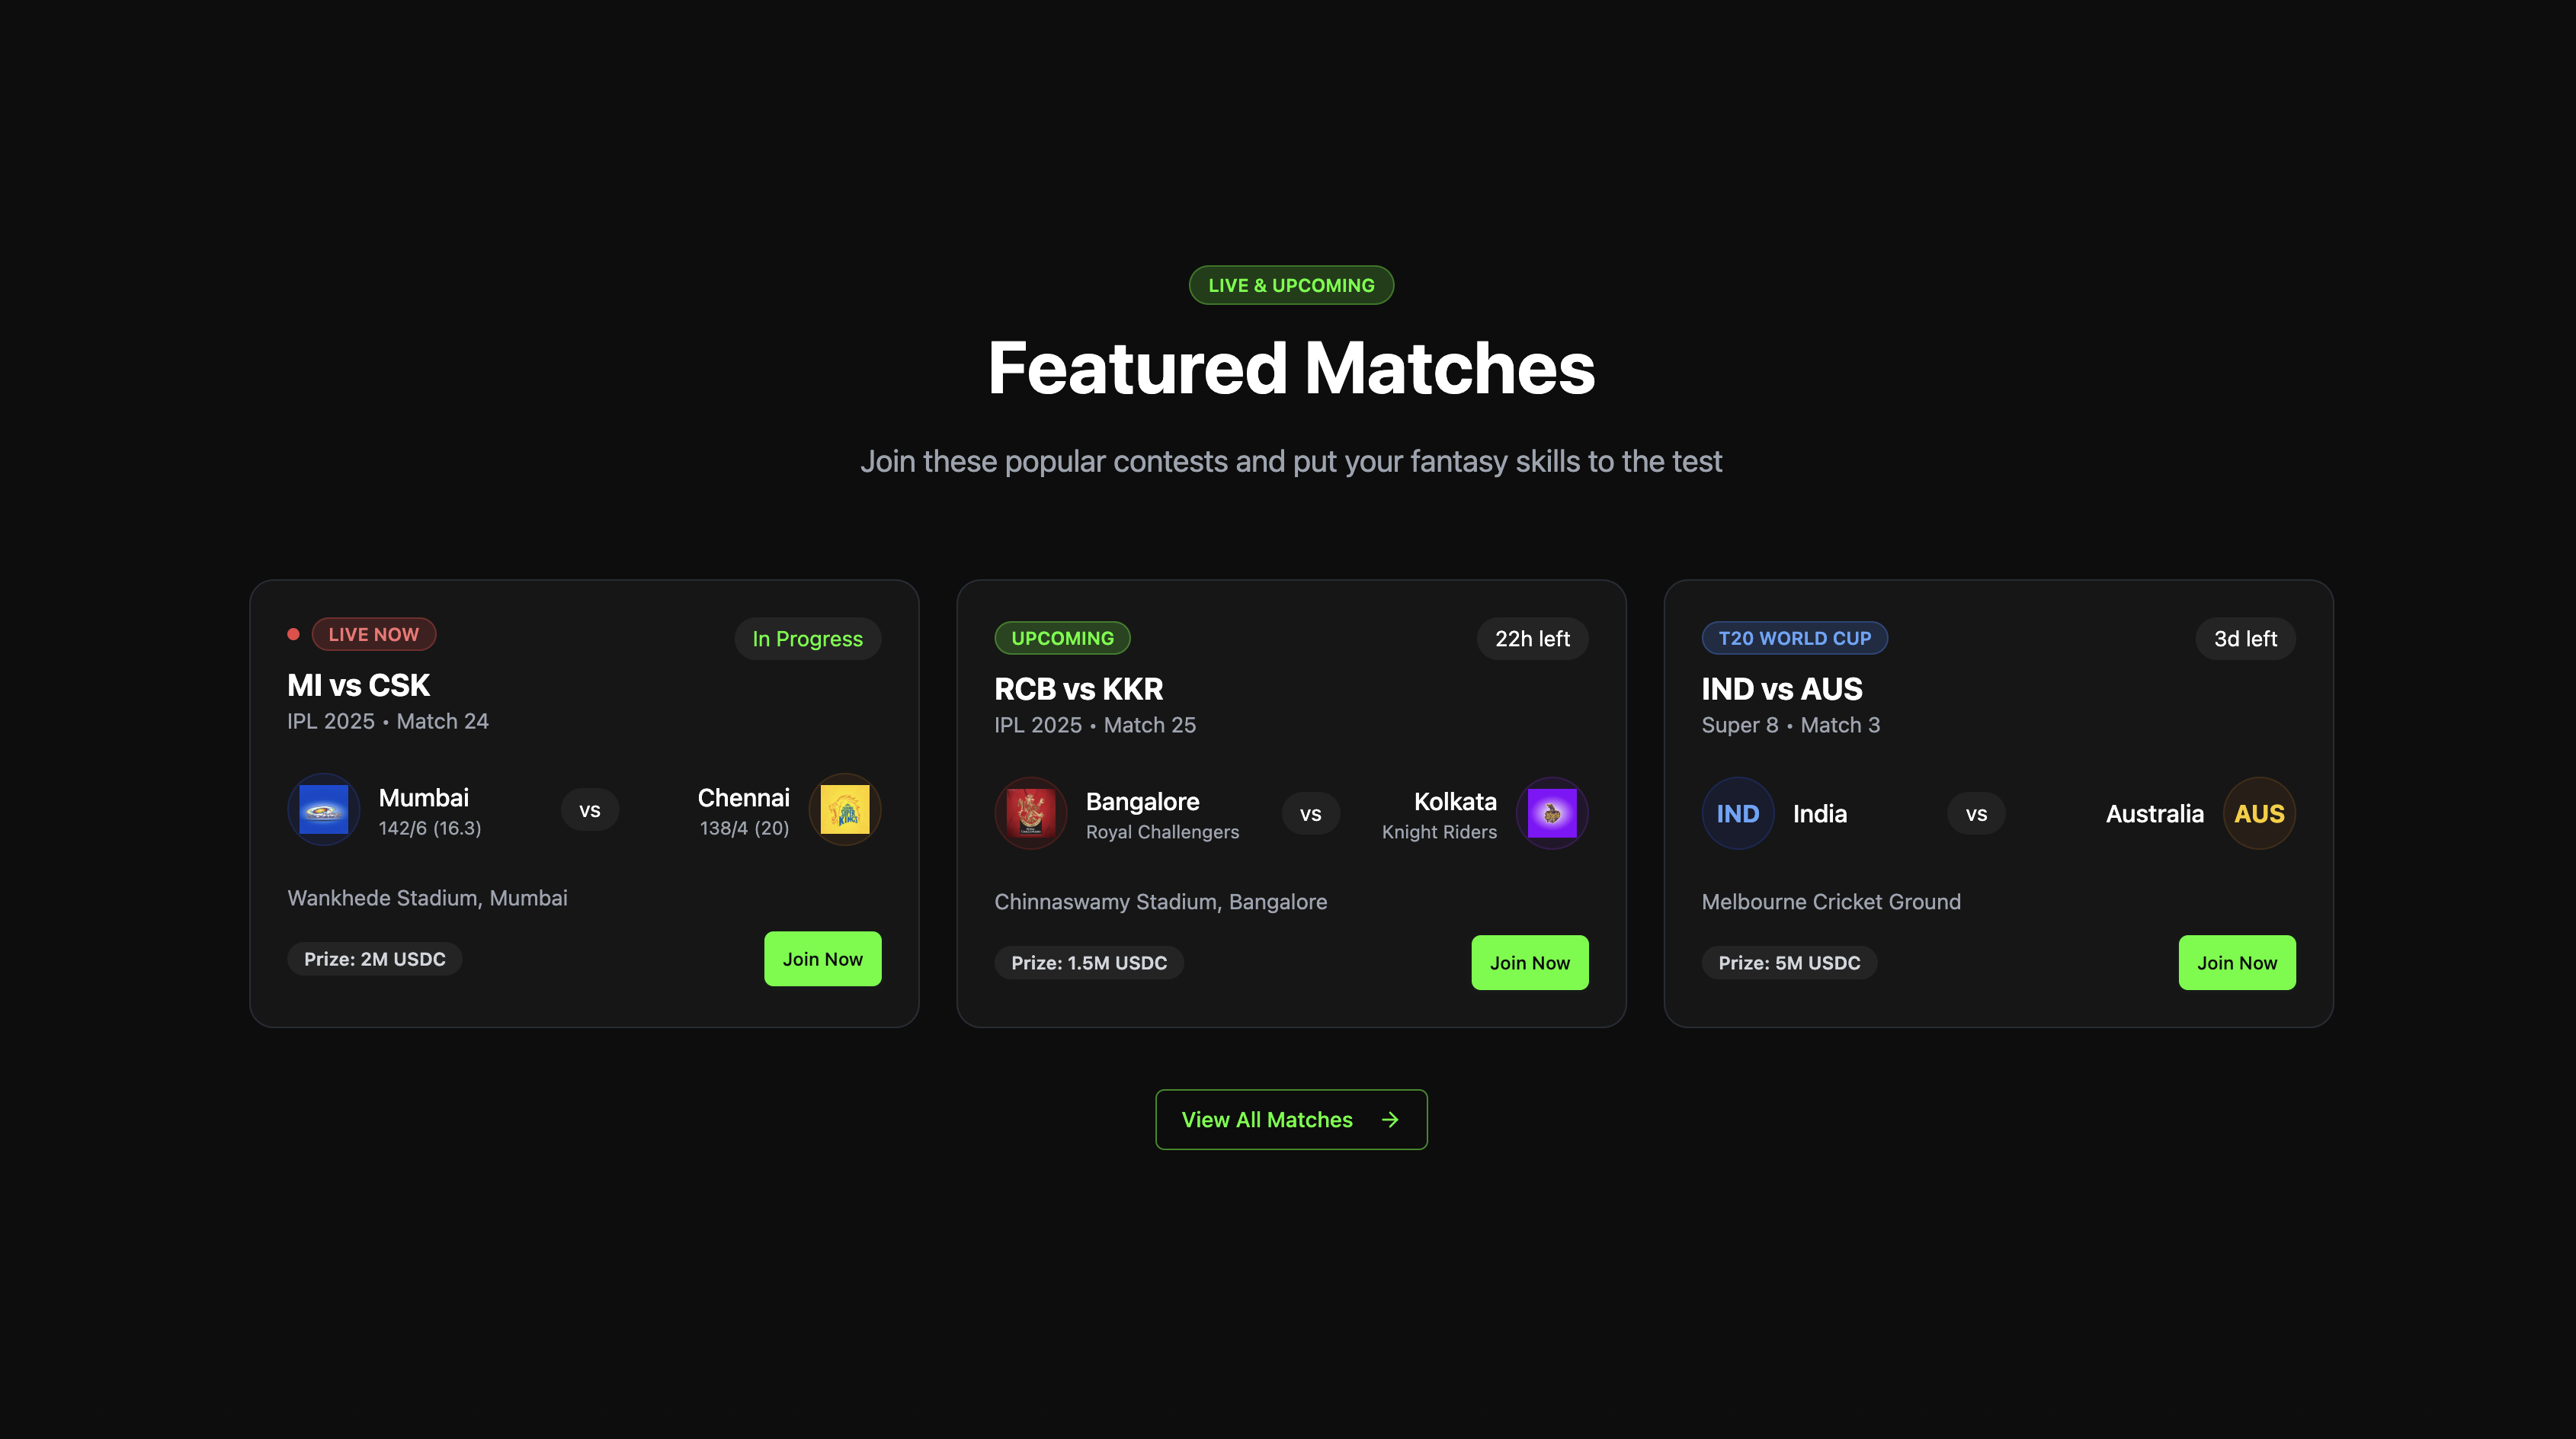 LIVE & UPCOMING
Featured Matches
Join these popular contests and put your fantasy skills to the test
LIVE NOW
In Progress
MI vs CSK
IPL 2025 • Match 24
Mumbai
142/6 (16.3)
vs
Chennai
138/4 (20)
Wankhede Stadium, Mumbai
Prize: 2M USDC
Join Now
UPCOMING
22h left
RCB vs KKR
IPL 2025 • Match 25
Bangalore
Royal Challengers
vs
Kolkata
Knight Riders
Chinnaswamy Stadium, Bangalore
Prize: 1.5M USDC
Join Now
T20 WORLD CUP
3d left
IND vs AUS
Super 8 • Match 3
IND
India
vs
Australia
AUS
Melbourne Cricket Ground
Prize: 5M USDC
Join Now
View All Matches